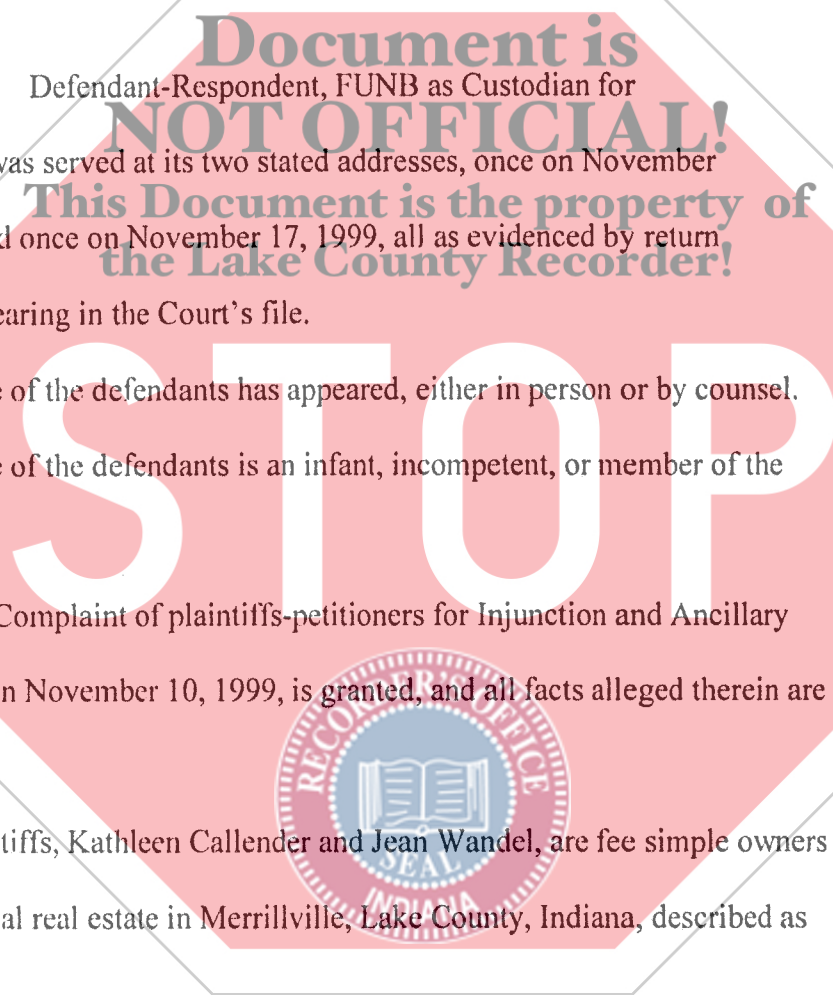 Document is
Defendant-Respondent, FUNB as Custodian for
NOT OFFICIAL!
was served at its two stated addresses, once on November
This Document is the property of
once on November 17, 1999, all as evidenced by return
the Lake County Recorder!
in the Court's file.
of the defendants has appeared, either in person or by counsel.
of the defendants is an infant, incompetent, or member of the
STOP
Complaint of plaintiffs-petitioners for Injunction and Ancillary
November 10, 1999, is granted, and all facts alleged therein are
RECORDER'S OFFICE
tiffs, Kathleen Callender and Jean Wandel, are fee simple owners
SEAL
al real estate in Merrillville, Lake County, Indiana, described as
INDIANA